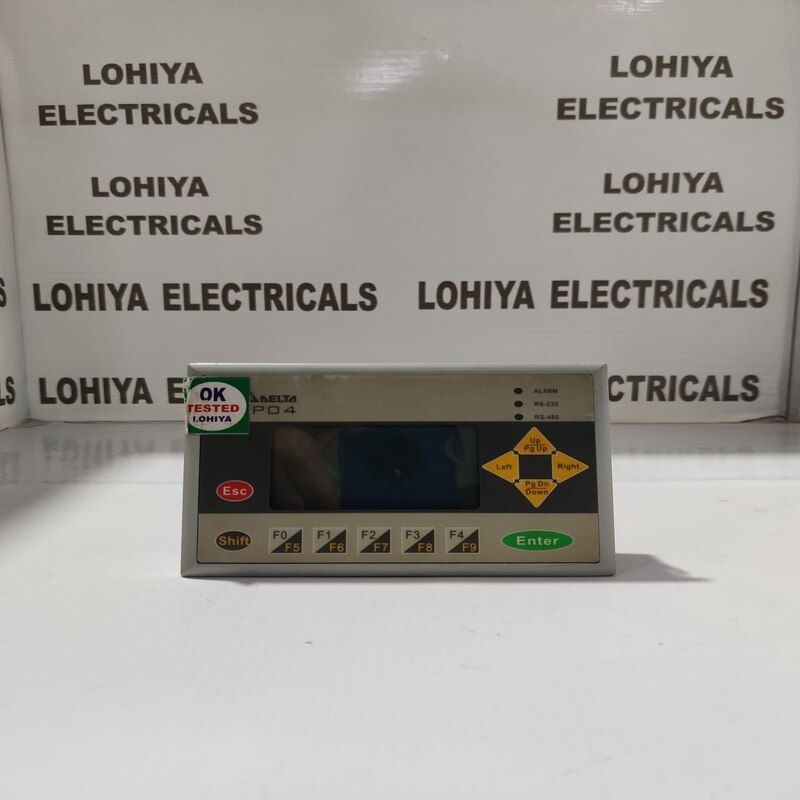 LOHIYA
ELECTRICALS
LOHIYA
ELECTRICALS
LOHIYA
ELECTRICALS
LOHIYA
ELECTRICALS
LOHIYA ELECTRICALS
LOHIYA ELECTRICALS
LOHIYA
OK
TESTED
LOHIYA
DELTA
P04
ALARM
RS-232
RS-485
Up
Pg Up
Left
Right
Pg Dn
Down
Esc
Shift
F0
F5
F1
F6
F2
F7
F3
F8
F4
F9
Enter